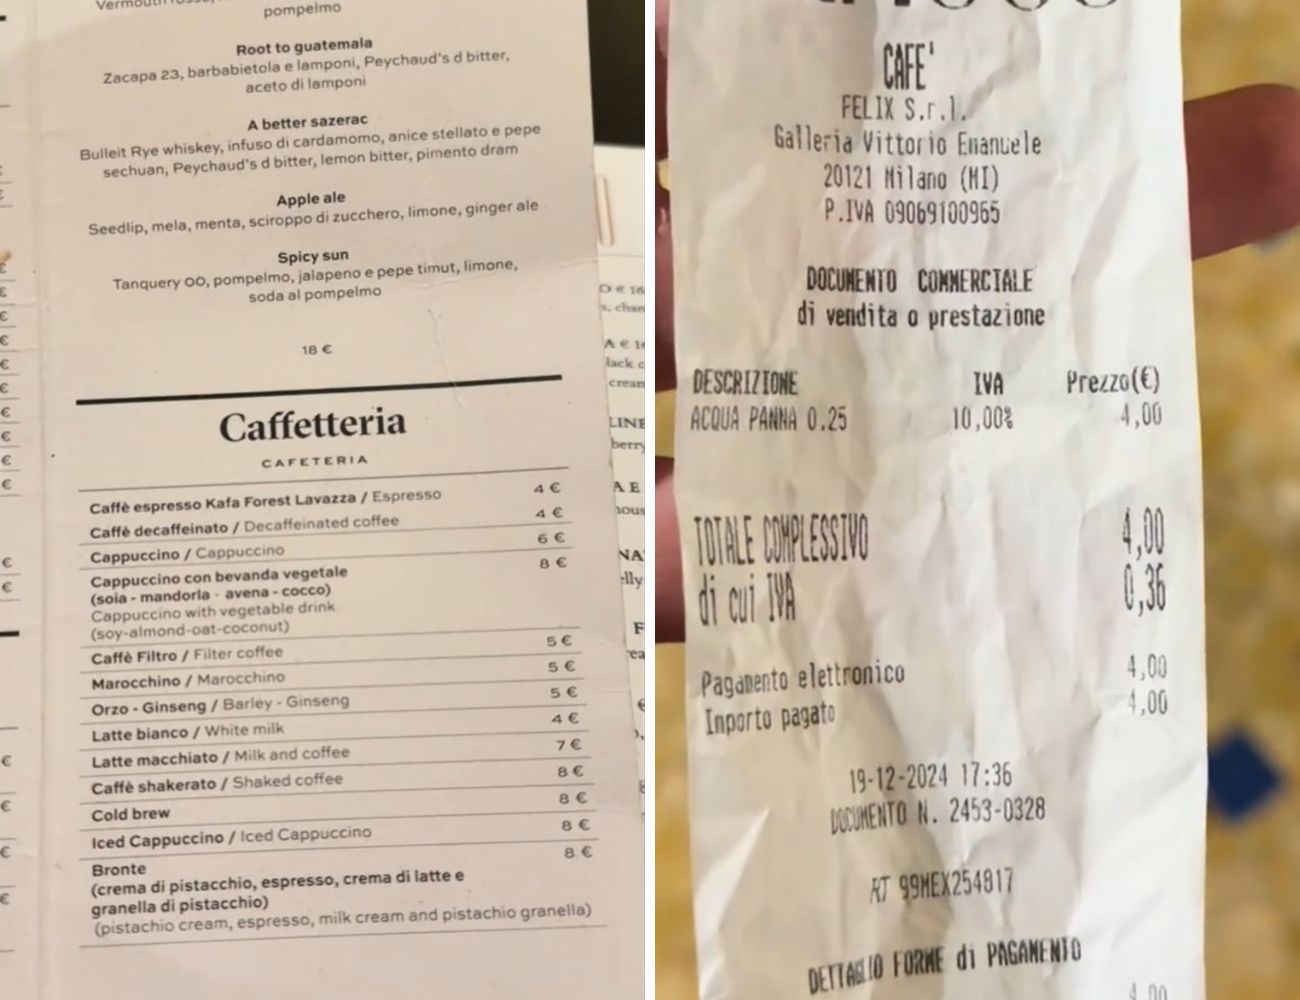 pompelmo
Root to guatemala
Zacapa 23, barbabietola e lamponi, Peychaud's d bitter,
aceto di lamponi
A better sazerac
Bulleit Rye whiskey, infuso di cardamomo, anice stellato e pepe
sechuan, Peychaud's d bitter, lemon bitter, pimento dram
Apple ale
Seedlip, mela, menta, sciroppo di zucchero, limone, ginger ale
Spicy sun
Tanquery 00, pompelmo, jalapeno e pepe timut, limone,
soda al pompelmo
18 €
Caffetteria
CAFETERIA
Caffè espresso Kafa Forest Lavazza / Espresso 4 €
Caffè decaffeinato / Decaffeinated coffee 4 €
Cappuccino / Cappuccino 6 €
Cappuccino con bevanda vegetale 8 €
(soia - mandorla - avena - cocco)
Cappuccino with vegetable drink
(soy-almond-oat-coconut)
Caffè Filtro / Filter coffee 5 €
Marocchino / Marocchino 5 €
Orzo - Ginseng / Barley - Ginseng 5 €
Latte bianco / White milk 4 €
Latte macchiato / Milk and coffee 7 €
Caffè shakerato / Shaked coffee 8 €
Cold brew 8 €
Iced Cappuccino / Iced Cappuccino 8 €
Bronte 8 €
(crema di pistacchio, espresso, crema di latte e
granella di pistacchio)
(pistachio cream, espresso, milk cream and pistachio granella)
CAFE'
FELIX S.r.l.
Galleria Vittorio Emanuele
20121 Milano (MI)
P.IVA 09069100965
DOCUMENTO COMMERCIALE
di vendita o prestazione
DESCRIZIONE IVA Prezzo(€)
ACQUA PANNA 0.25 10,00% 4,00
TOTALE COMPLESSIVO 4,00
di cui IVA 0,36
Pagamento elettronico 4,00
Importo pagato 4,00
19-12-2024 17:36
DOCUMENTO N. 2453-0328
RT 99MEX254817
DETTAGLIO FORME di PAGAMENTO
4,00